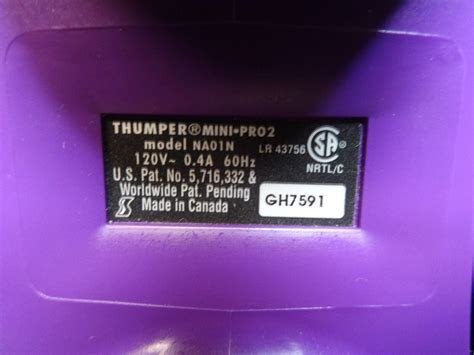 THUMPER®MINI•PRO2
model NA01N LR 43756
120V~ 0.4A 60Hz
U.S. Pat. No. 5,716,332 &
Worldwide Pat. Pending
Made in Canada
SA ®
NRTL/C
GH7591